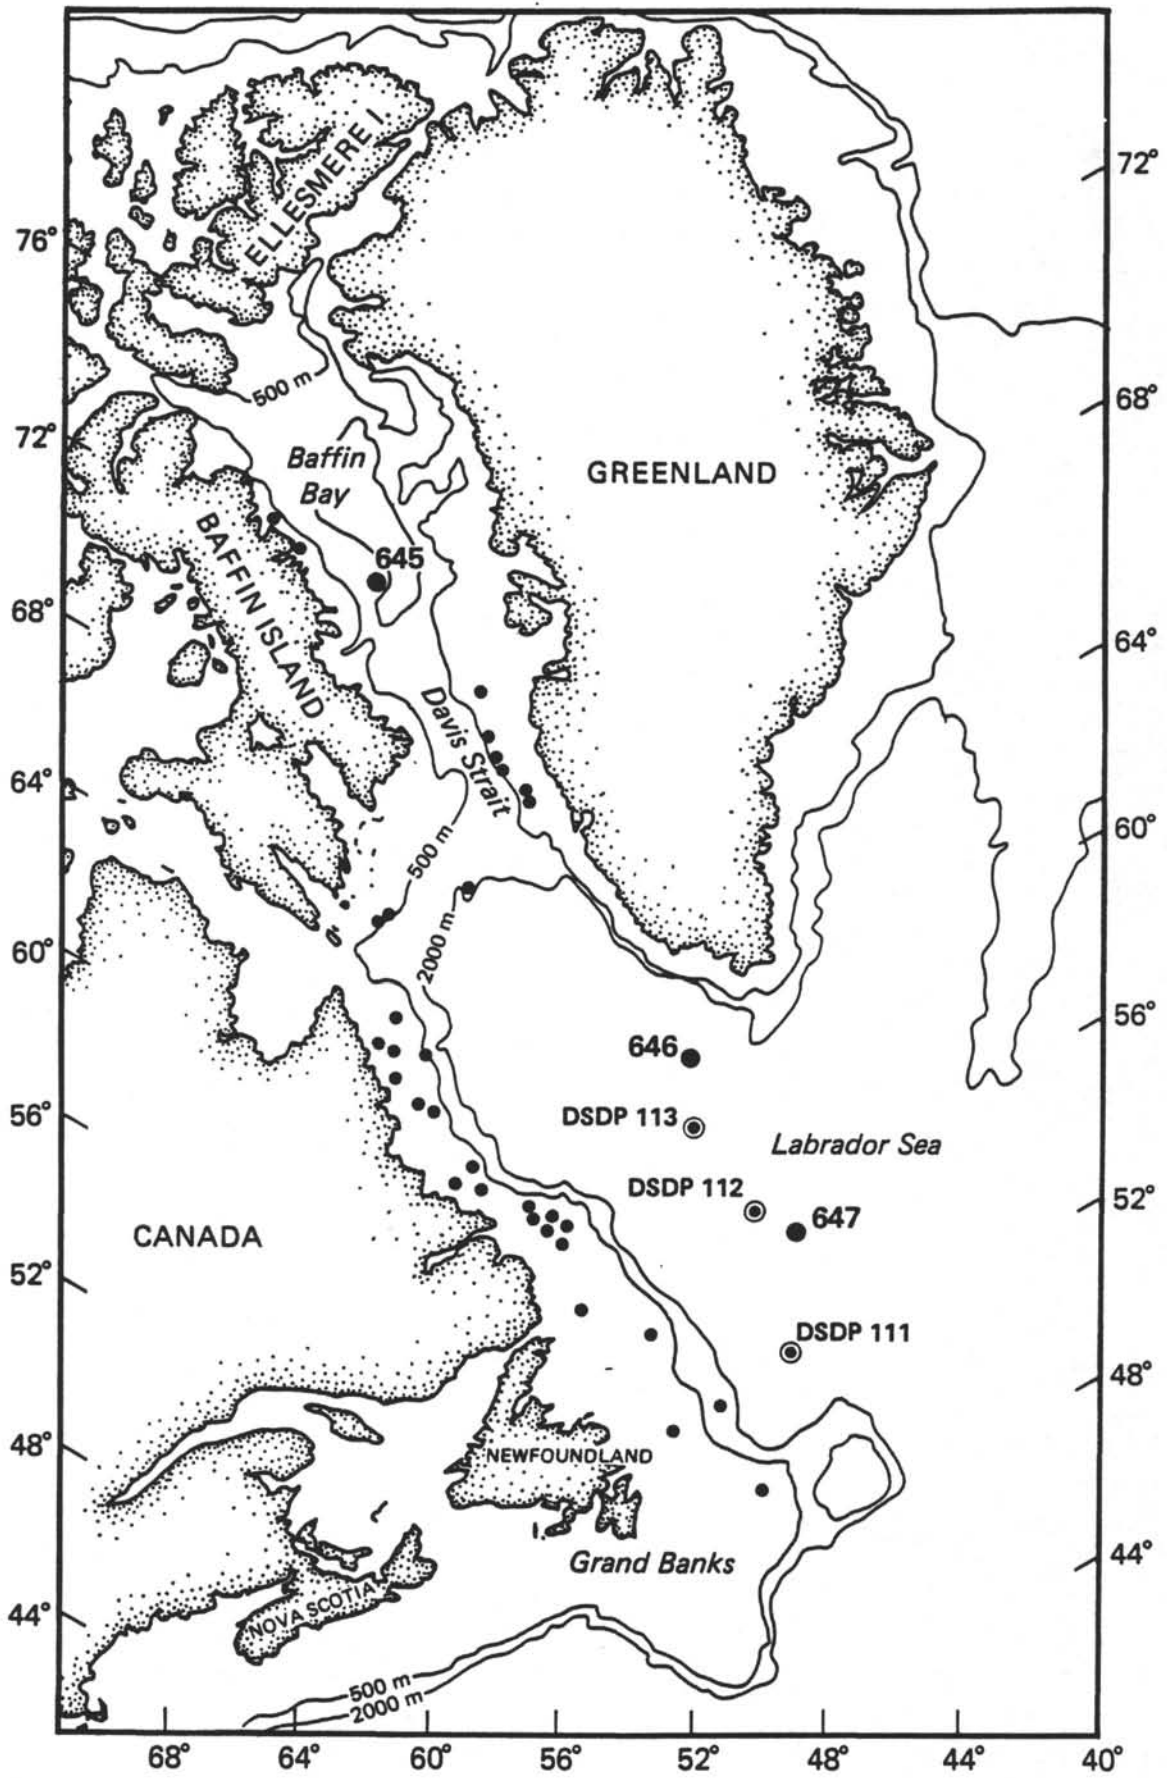 ELLESMERE I.
72°
76°
500 m
68°
72°
Baffin
Bay
GREENLAND
BAFFIN ISLAND
645
68°
64°
Davis Strait
64°
60°
500 m
2000 m
60°
56°
646
56°
DSDP 113
Labrador Sea
DSDP 112
52°
647
CANADA
52°
DSDP 111
48°
48°
NEWFOUNDLAND
Grand Banks
44°
NOVA SCOTIA
44°
500 m
2000 m
68°
64°
60°
56°
52°
48°
44°
40°